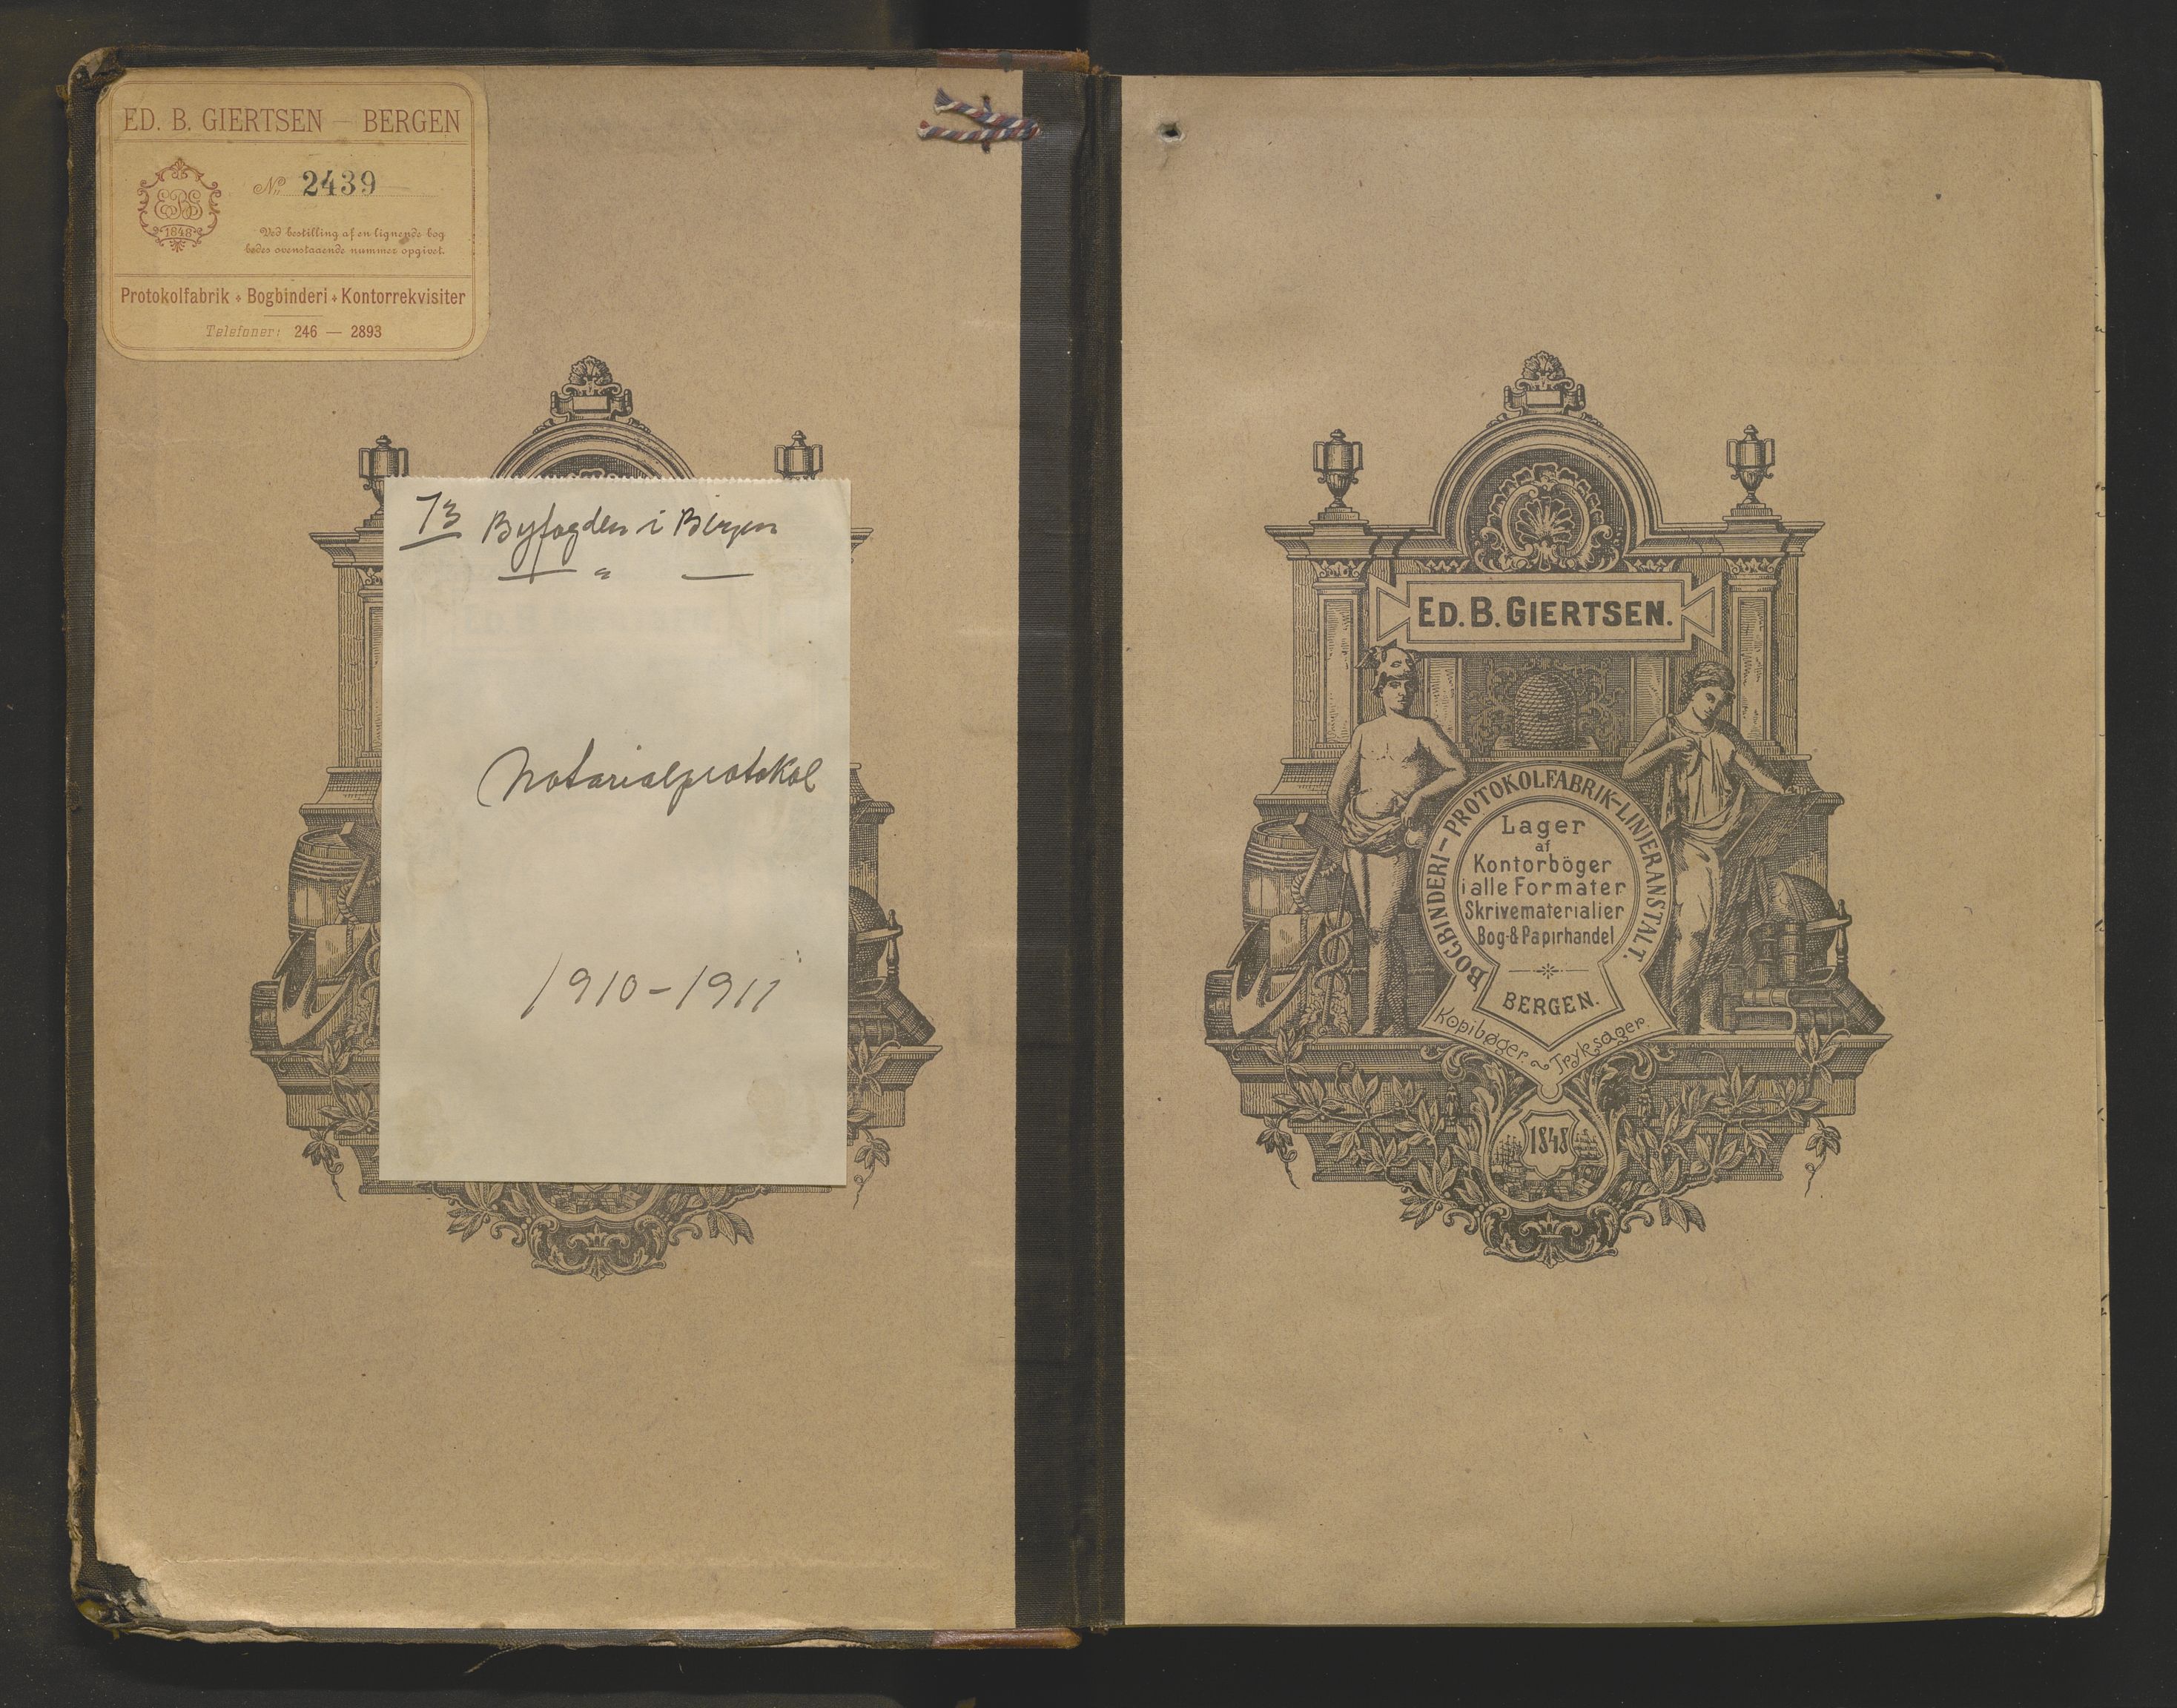 ED. B. GIERTSEN — BERGEN
No. 2439
EBG
1848
Ved bestilling af en lignende bog
bedes ovenstaaende nummer opgivet.
Protokolfabrik Bogbinderi Kontorrekvisiter
Telefoner: 246 — 2893
73 Byfogden i Bergen
Notarialprotokol
1910-1911
ED. B. GIERTSEN.
BOGBINDERI-PROTOKOLFABRIK-LINIERANSTALT.
Lager
af
Kontorböger
i alle Formater
Skrivematerialier
Bog-& Papirhandel
BERGEN.
Kopibøger & Tryksager.
1848